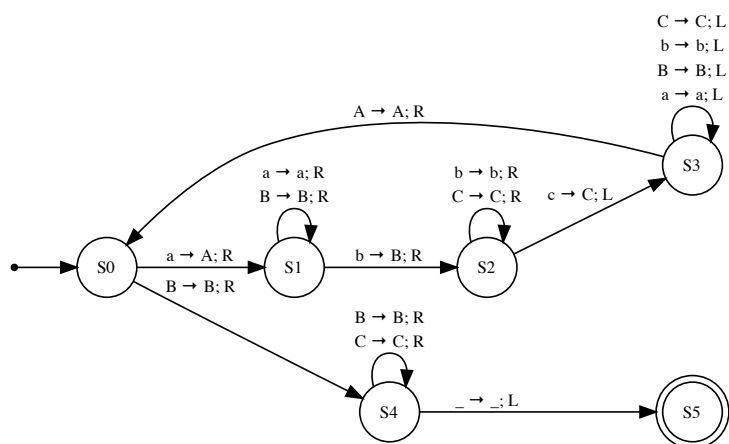 C → C; L
b → b; L
B → B; L
a → a; L
A → A; R
S3
a → a; R
B → B; R
b → b; R
C → C; R
c → C; L
S0
a → A; R
S1
b → B; R
S2
B → B; R
B → B; R
C → C; R
S4
_ → _; L
S5